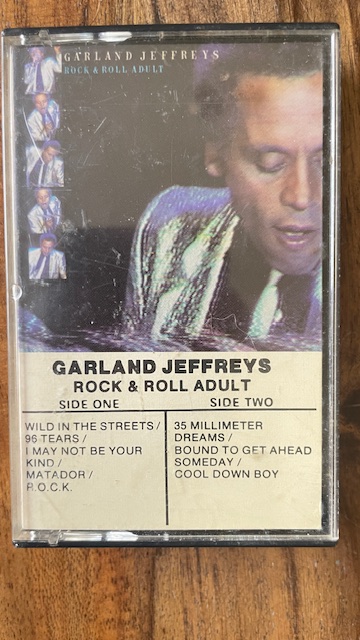 GARLAND JEFFREYS
ROCK & ROLL ADULT
GARLAND JEFFREYS
ROCK & ROLL ADULT
SIDE ONE
WILD IN THE STREETS /
96 TEARS /
I MAY NOT BE YOUR
KIND /
MATADOR /
R.O.C.K.
SIDE TWO
35 MILLIMETER
DREAMS /
BOUND TO GET AHEAD
SOMEDAY /
COOL DOWN BOY